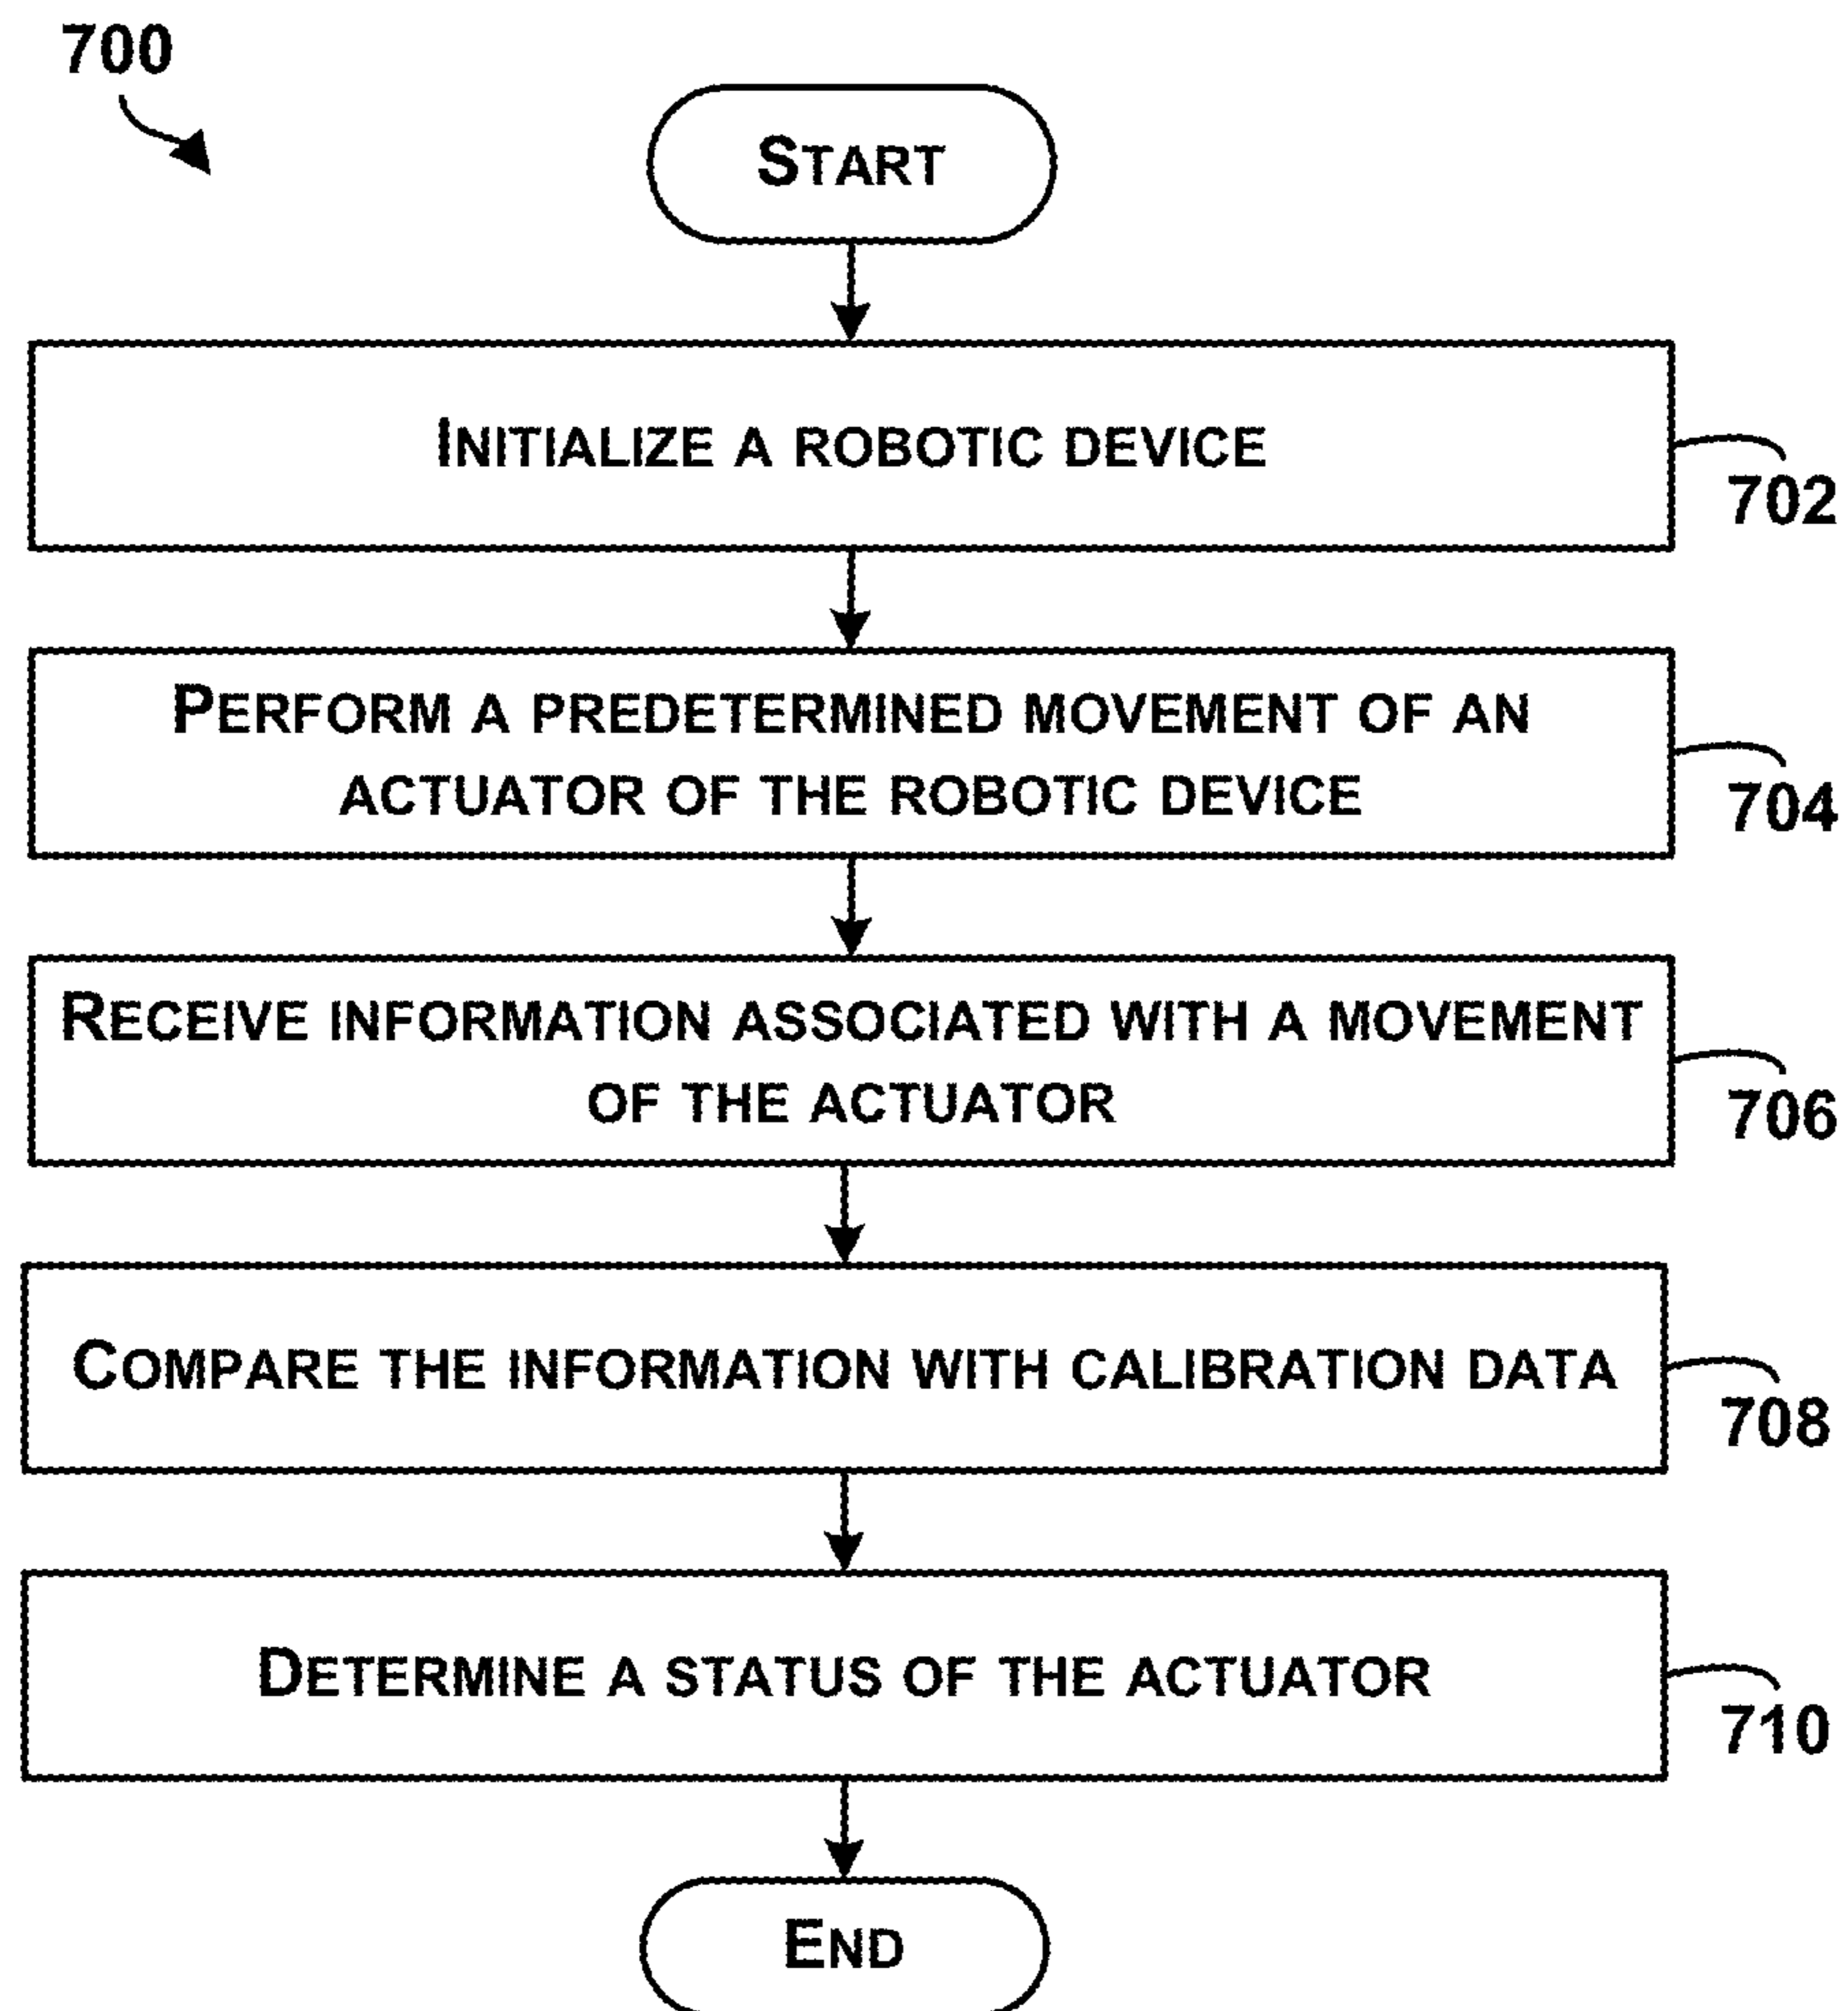 700
START
INITIALIZE A ROBOTIC DEVICE
702
PERFORM A PREDETERMINED MOVEMENT OF AN
ACTUATOR OF THE ROBOTIC DEVICE
704
RECEIVE INFORMATION ASSOCIATED WITH A MOVEMENT
OF THE ACTUATOR
706
COMPARE THE INFORMATION WITH CALIBRATION DATA
708
DETERMINE A STATUS OF THE ACTUATOR
710
END